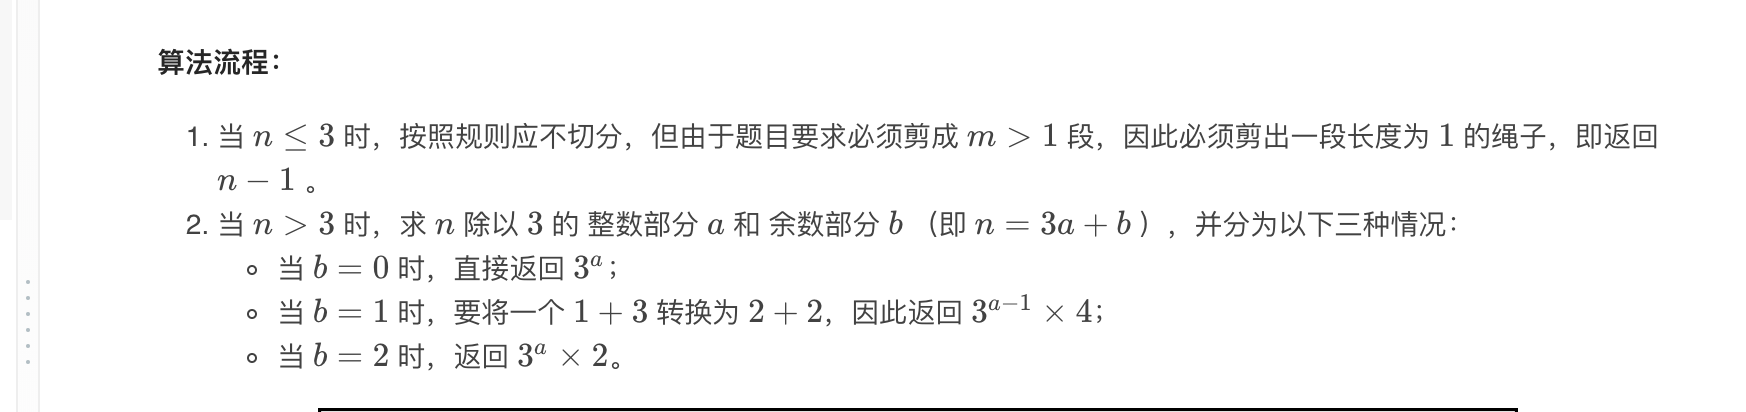 算法流程：
1. 当 n ≤ 3 时，按照规则应不切分，但由于题目要求必须剪成 m > 1 段，因此必须剪出一段长度为 1 的绳子，即返回
n − 1 。
2. 当 n > 3 时，求 n 除以 3 的 整数部分 a 和 余数部分 b （即 n = 3a + b ），并分为以下三种情况：
◦ 当 b = 0 时，直接返回 3^a；
◦ 当 b = 1 时，要将一个 1 + 3 转换为 2 + 2，因此返回 3^{a−1} × 4；
◦ 当 b = 2 时，返回 3^a × 2。